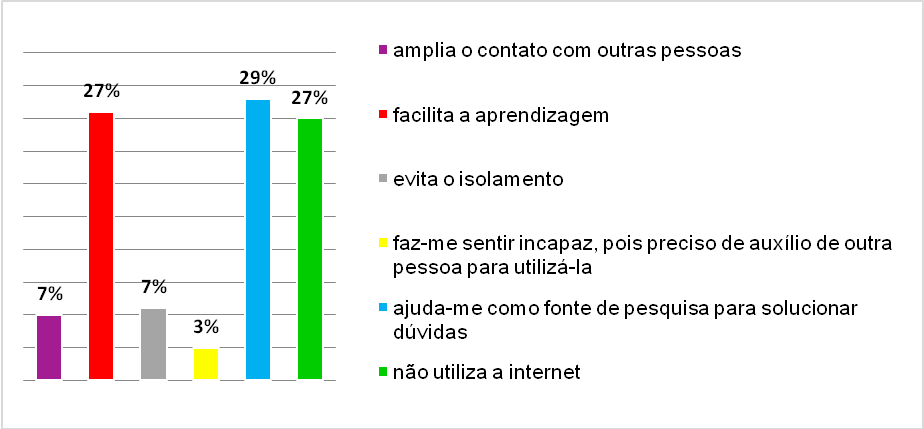 29%
27%
27%
7%
7%
3%
amplia o contato com outras pessoas
facilita a aprendizagem
evita o isolamento
faz-me sentir incapaz, pois preciso de auxílio de outra
pessoa para utilizá-la
ajuda-me como fonte de pesquisa para solucionar
dúvidas
não utiliza a internet